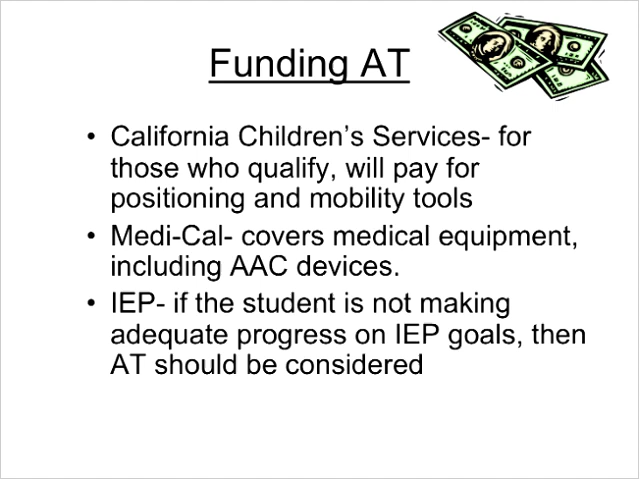 Funding AT
• California Children's Services- for
those who qualify, will pay for
positioning and mobility tools
• Medi-Cal- covers medical equipment,
including AAC devices.
• IEP- if the student is not making
adequate progress on IEP goals, then
AT should be considered